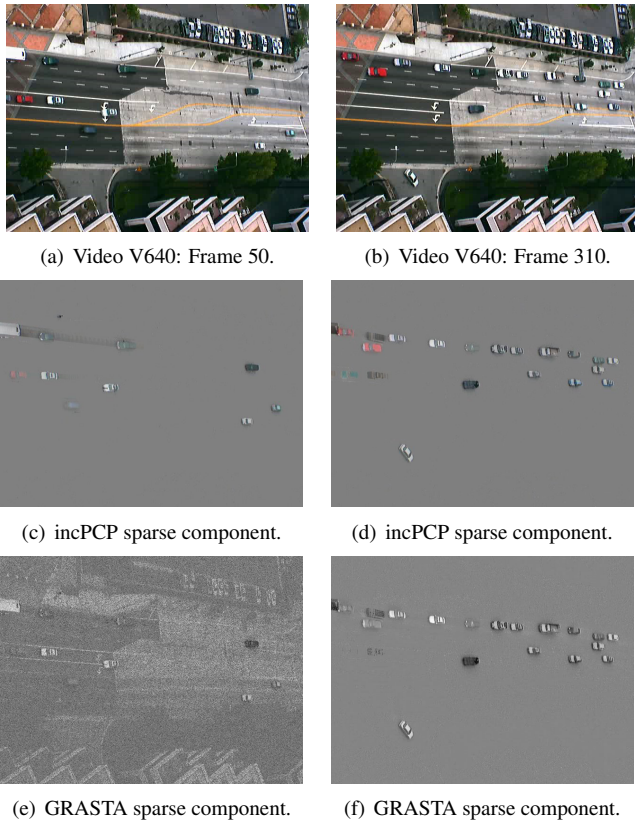 (a) Video V640: Frame 50.
(b) Video V640: Frame 310.
(c) incPCP sparse component.
(d) incPCP sparse component.
(e) GRASTA sparse component.
(f) GRASTA sparse component.